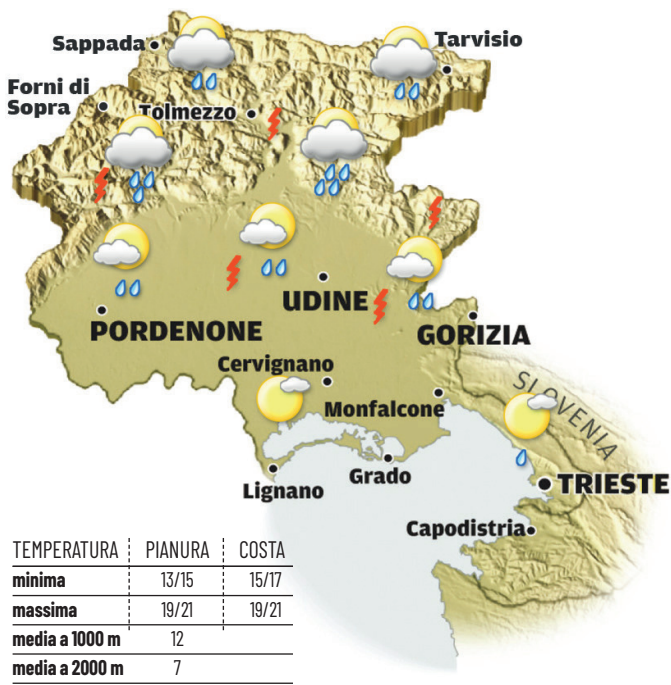 Sappada
Tarvisio
Forni di
Sopra
Tolmezzo
UDINE
PORDENONE
GORIZIA
Cervignano
SLOVENIA
Monfalcone
Grado
Lignano
TRIESTE
Capodistria
TEMPERATURA PIANURA COSTA
minima 13/15 15/17
massima 19/21 19/21
media a 1000 m 12
media a 2000 m 7